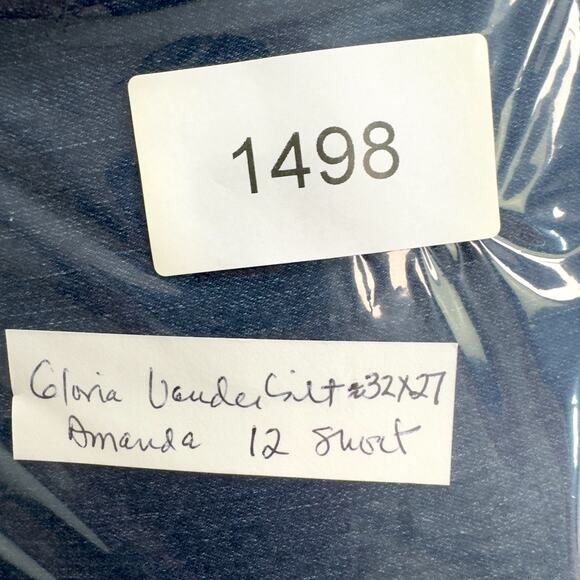 1498
Gloria Vanderbilt ≈32x27
Amanda 12 Short